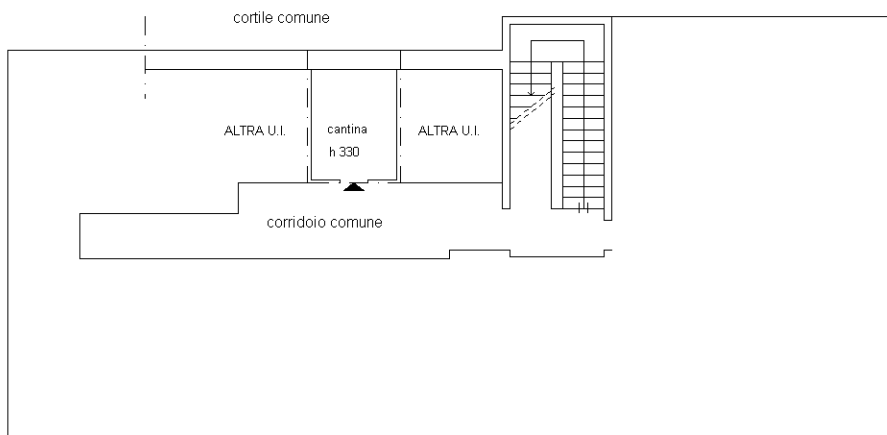 cortile comune
ALTRA U.I.
cantina
h 330
ALTRA U.I.
corridoio comune